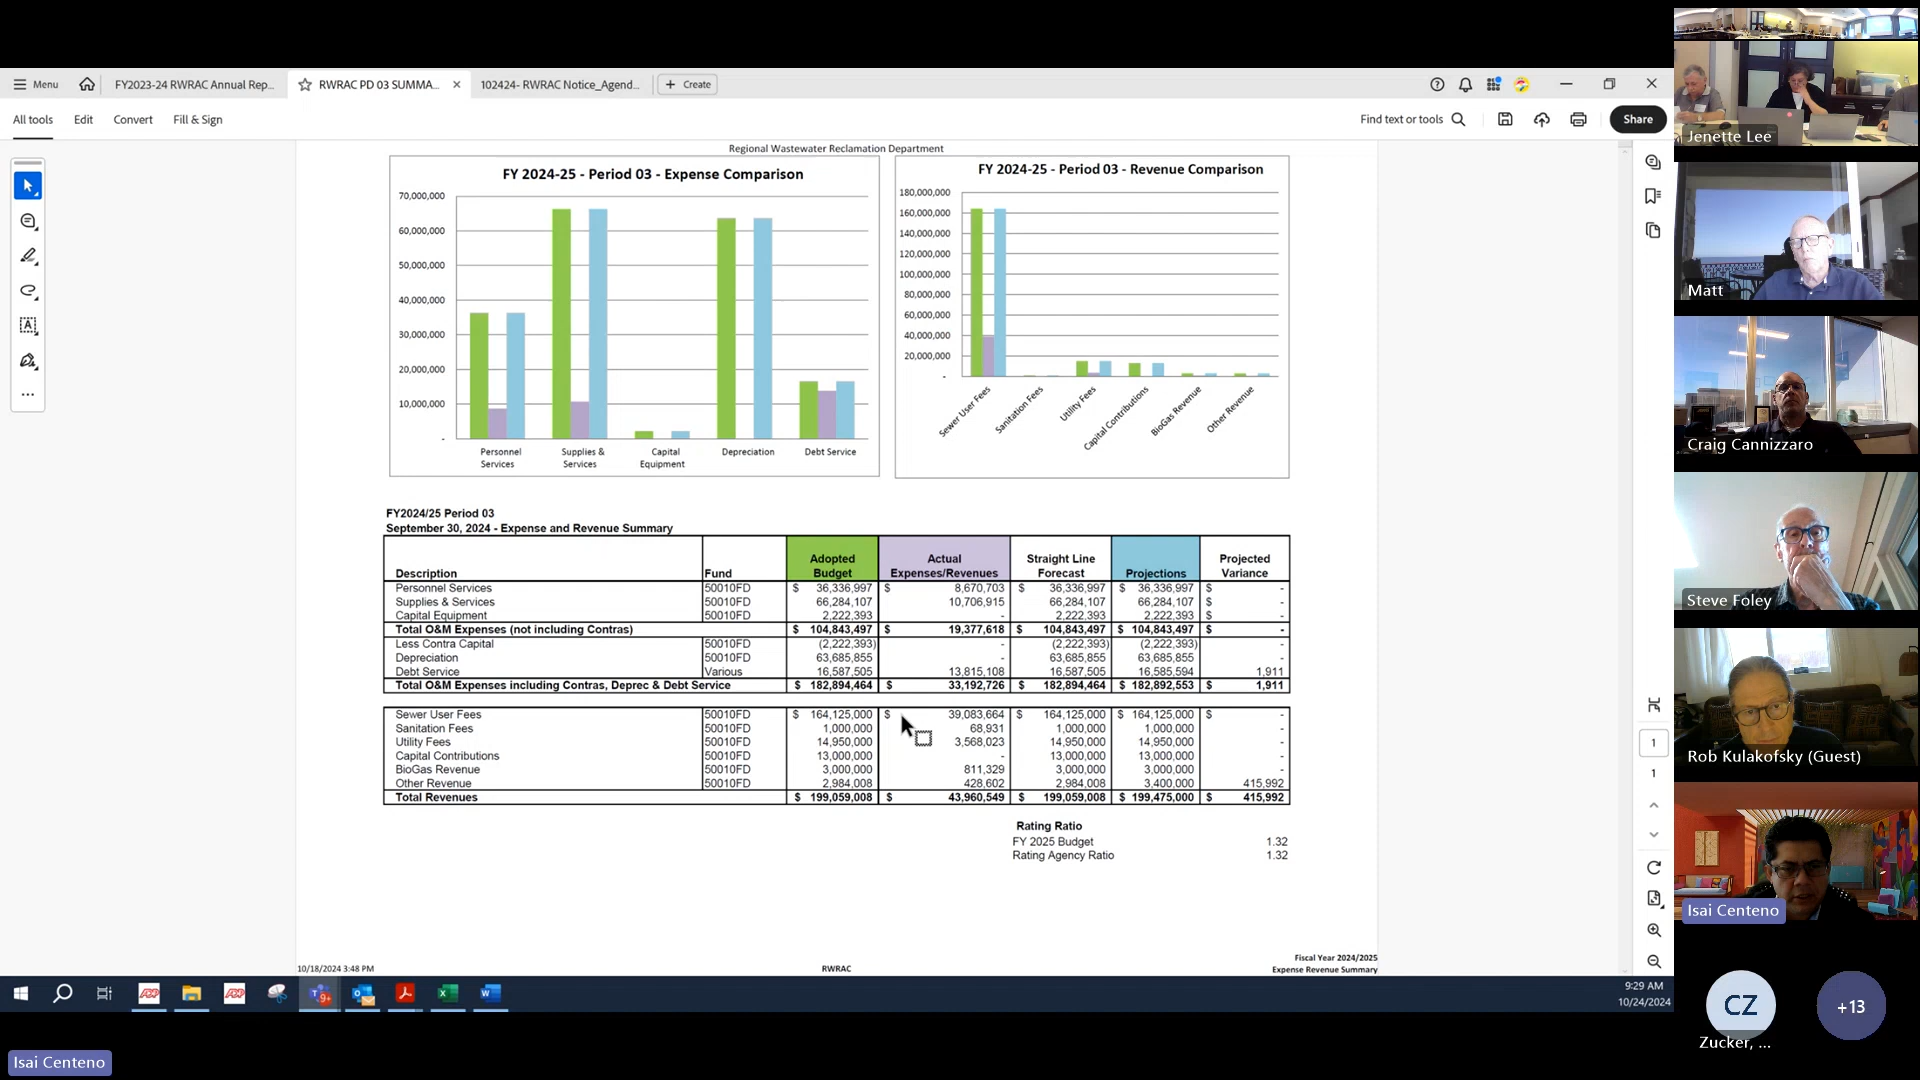 Menu
FY2023-24 RWRAC Annual Rep...
RWRAC PD 03 SUMMA...
102424- RWRAC Notice_Agend...
+ Create
All tools Edit Convert Fill & Sign
Find text or tools
Share
Regional Wastewater Reclamation Department
FY 2024-25 - Period 03 - Expense Comparison
70,000,000
60,000,000
50,000,000
40,000,000
30,000,000
20,000,000
10,000,000
-
Personnel Services
Supplies & Services
Capital Equipment
Depreciation
Debt Service
FY 2024-25 - Period 03 - Revenue Comparison
180,000,000
160,000,000
140,000,000
120,000,000
100,000,000
80,000,000
60,000,000
40,000,000
20,000,000
-
Sewer User Fees
Sanitation Fees
Utility Fees
Capital Contributions
BioGas Revenue
Other Revenue
FY2024/25 Period 03
September 30, 2024 - Expense and Revenue Summary
Description Fund Adopted Budget Actual Expenses/Revenues Straight Line Forecast Projections Projected Variance
Personnel Services 50010FD $ 36,336,997 $ 8,670,703 $ 36,336,997 $ 36,336,997 $ -
Supplies & Services 50010FD 66,284,107 10,706,915 66,284,107 66,284,107 $ -
Capital Equipment 50010FD 2,222,393 - 2,222,393 2,222,393 $ -
Total O&M Expenses (not including Contras) $ 104,843,497 $ 19,377,618 $ 104,843,497 $ 104,843,497 $ -
Less Contra Capital 50010FD (2,222,393) - (2,222,393) (2,222,393) -
Depreciation 50010FD 63,685,855 - 63,685,855 63,685,855 -
Debt Service Various 16,587,505 13,815,108 16,587,505 16,585,594 1,911
Total O&M Expenses including Contras, Deprec & Debt Service $ 182,894,464 $ 33,192,726 $ 182,894,464 $ 182,892,553 $ 1,911
Sewer User Fees 50010FD $ 164,125,000 $ 39,083,664 $ 164,125,000 $ 164,125,000 $ -
Sanitation Fees 50010FD 1,000,000 68,931 1,000,000 1,000,000 -
Utility Fees 50010FD 14,950,000 3,568,023 14,950,000 14,950,000 -
Capital Contributions 50010FD 13,000,000 - 13,000,000 13,000,000 -
BioGas Revenue 50010FD 3,000,000 811,329 3,000,000 3,000,000 -
Other Revenue 50010FD 2,984,008 428,602 2,984,008 3,400,000 415,992
Total Revenues $ 199,059,008 $ 43,960,549 $ 199,059,008 $ 199,475,000 $ 415,992
Rating Ratio
FY 2025 Budget 1.32
Rating Agency Ratio 1.32
Fiscal Year 2024/2025
10/18/2024 3:48 PM RWRAC Expense Revenue Summary
1
1
9:29 AM
10/24/2024
Isai Centeno
Jenette Lee
Matt
Craig Cannizzaro
Steve Foley
Rob Kulakofsky (Guest)
Isai Centeno
CZ
Zucker, ...
+13